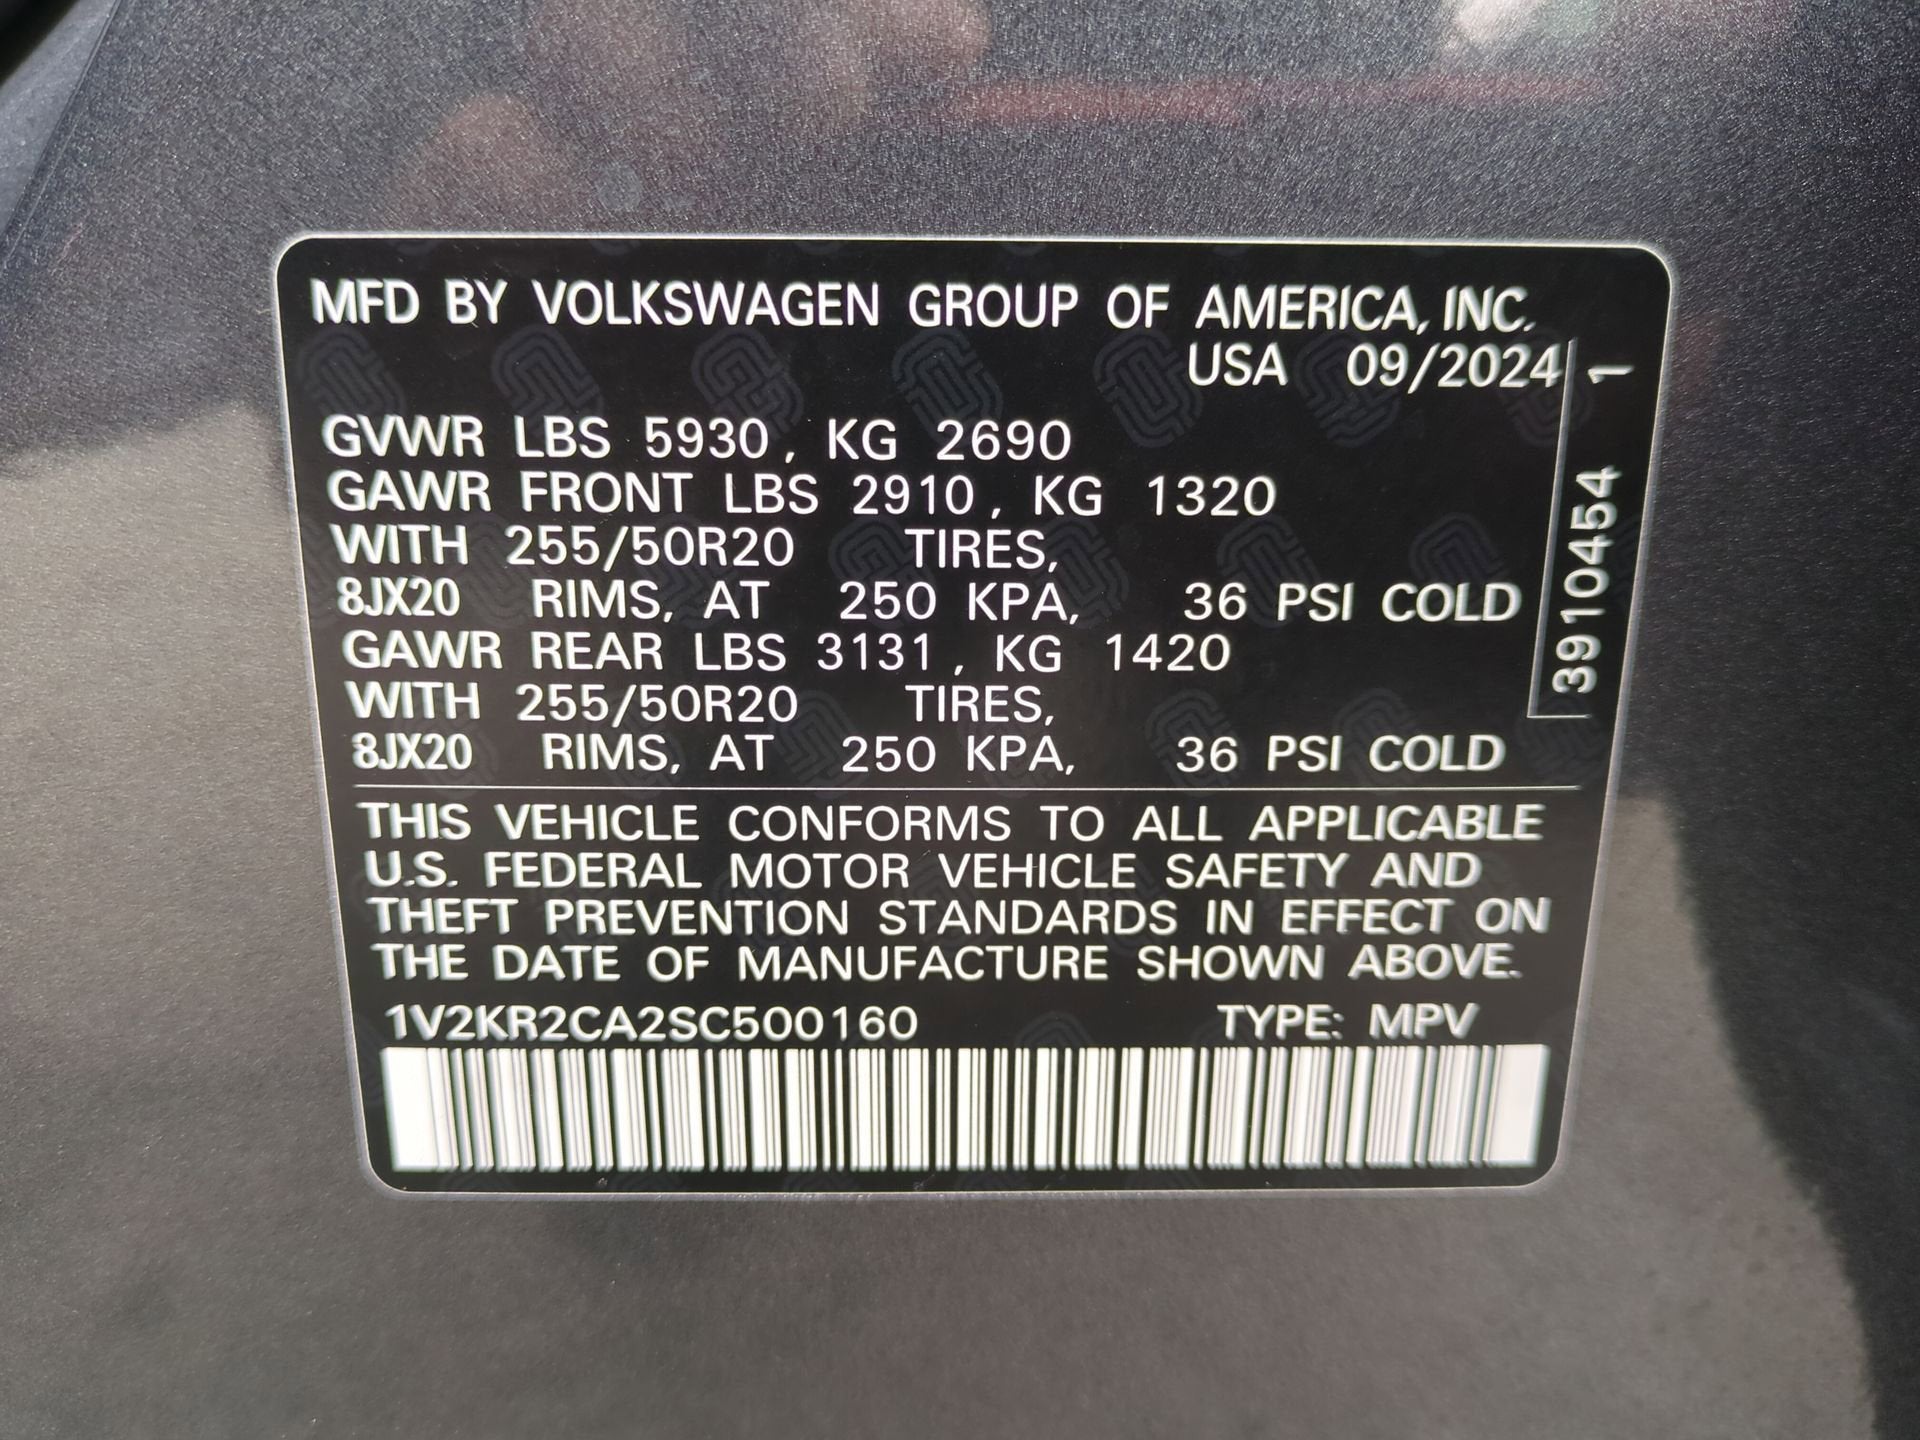 MFD BY VOLKSWAGEN GROUP OF AMERICA, INC.
USA 09/2024
GVWR LBS 5930, KG 2690
GAWR FRONT LBS 2910, KG 1320
WITH 255/50R20 TIRES,
8JX20 RIMS, AT 250 KPA, 36 PSI COLD
GAWR REAR LBS 3131, KG 1420
WITH 255/50R20 TIRES,
8JX20 RIMS, AT 250 KPA, 36 PSI COLD
THIS VEHICLE CONFORMS TO ALL APPLICABLE
U.S. FEDERAL MOTOR VEHICLE SAFETY AND
THEFT PREVENTION STANDARDS IN EFFECT ON
THE DATE OF MANUFACTURE SHOWN ABOVE.
1V2KR2CA2SC500160 TYPE: MPV
3910454 1